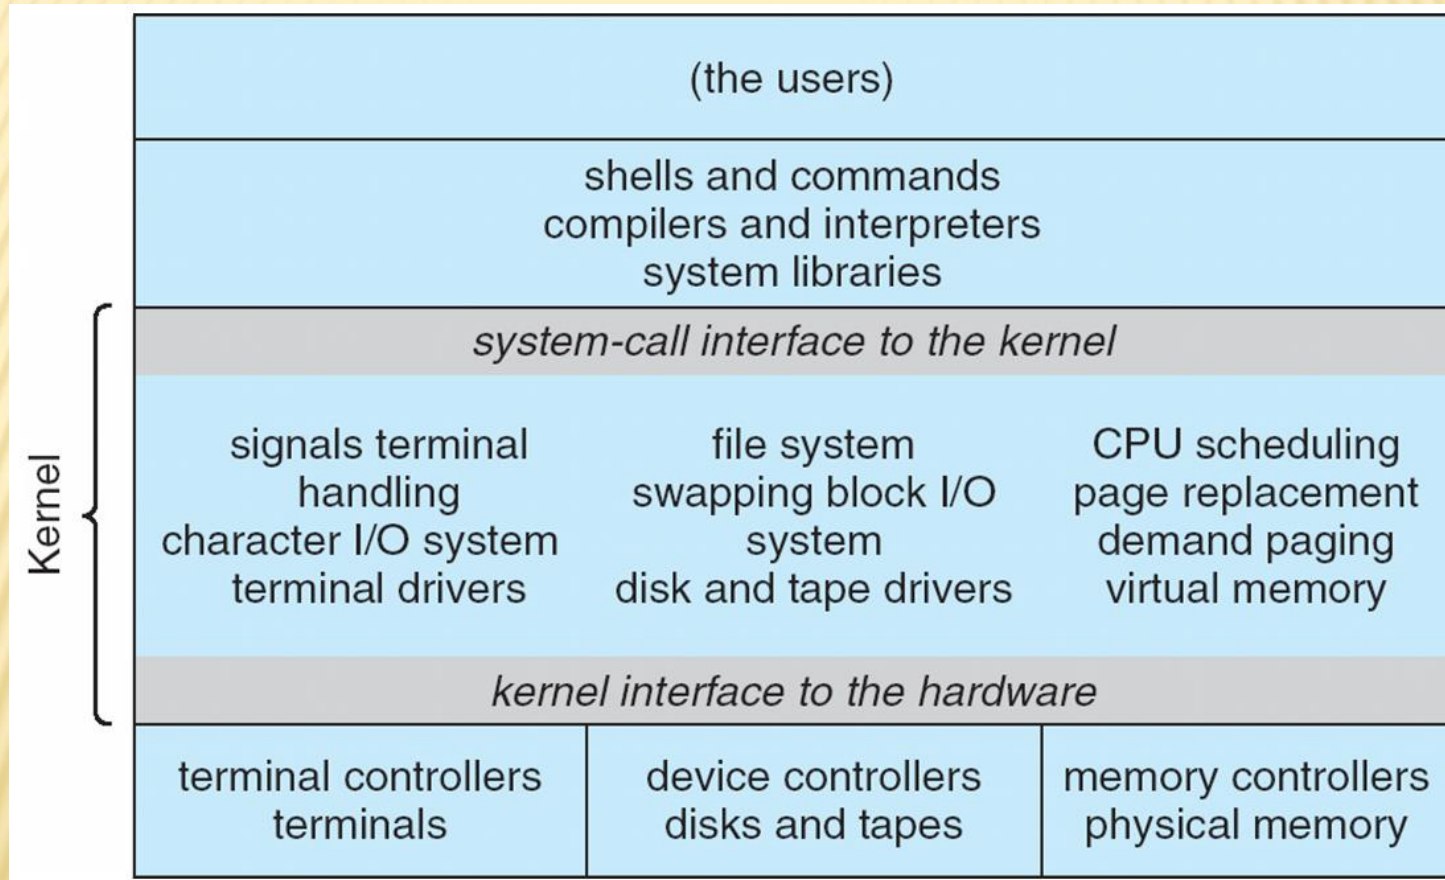 (the users)
shells and commands
compilers and interpreters
system libraries
Kernel
system-call interface to the kernel
signals terminal
handling
character I/O system
terminal drivers
file system
swapping block I/O
system
disk and tape drivers
CPU scheduling
page replacement
demand paging
virtual memory
kernel interface to the hardware
terminal controllers
terminals
device controllers
disks and tapes
memory controllers
physical memory